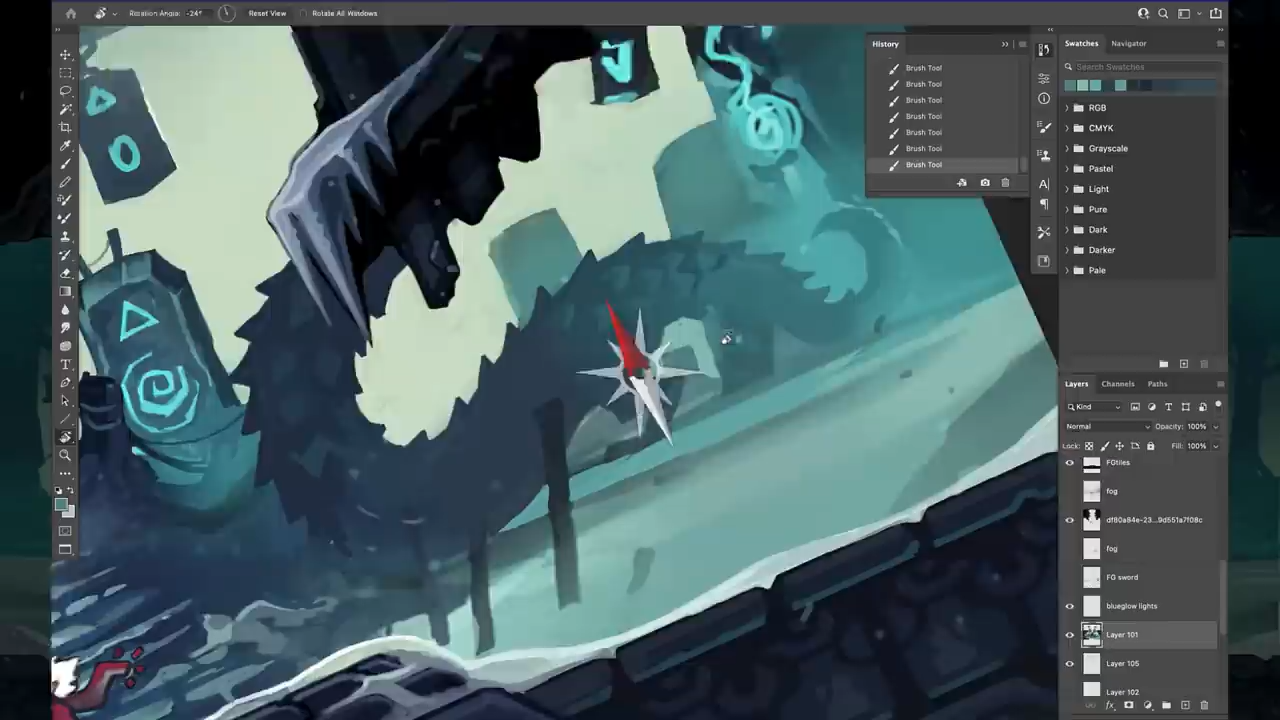 Rotation Angle: -24° Reset View Rotate All Windows
History
Brush Tool
Brush Tool
Brush Tool
Brush Tool
Brush Tool
Brush Tool
Brush Tool
Swatches Navigator
Search Swatches
RGB
CMYK
Grayscale
Pastel
Light
Pure
Dark
Darker
Pale
Layers Channels Paths
Kind
Normal Opacity: 100%
Lock: Fill: 100%
FGtiles
fog
df80a84e-23...9d551a7f08c
fog
FG sword
blueglow lights
Layer 101
Layer 105
Layer 102